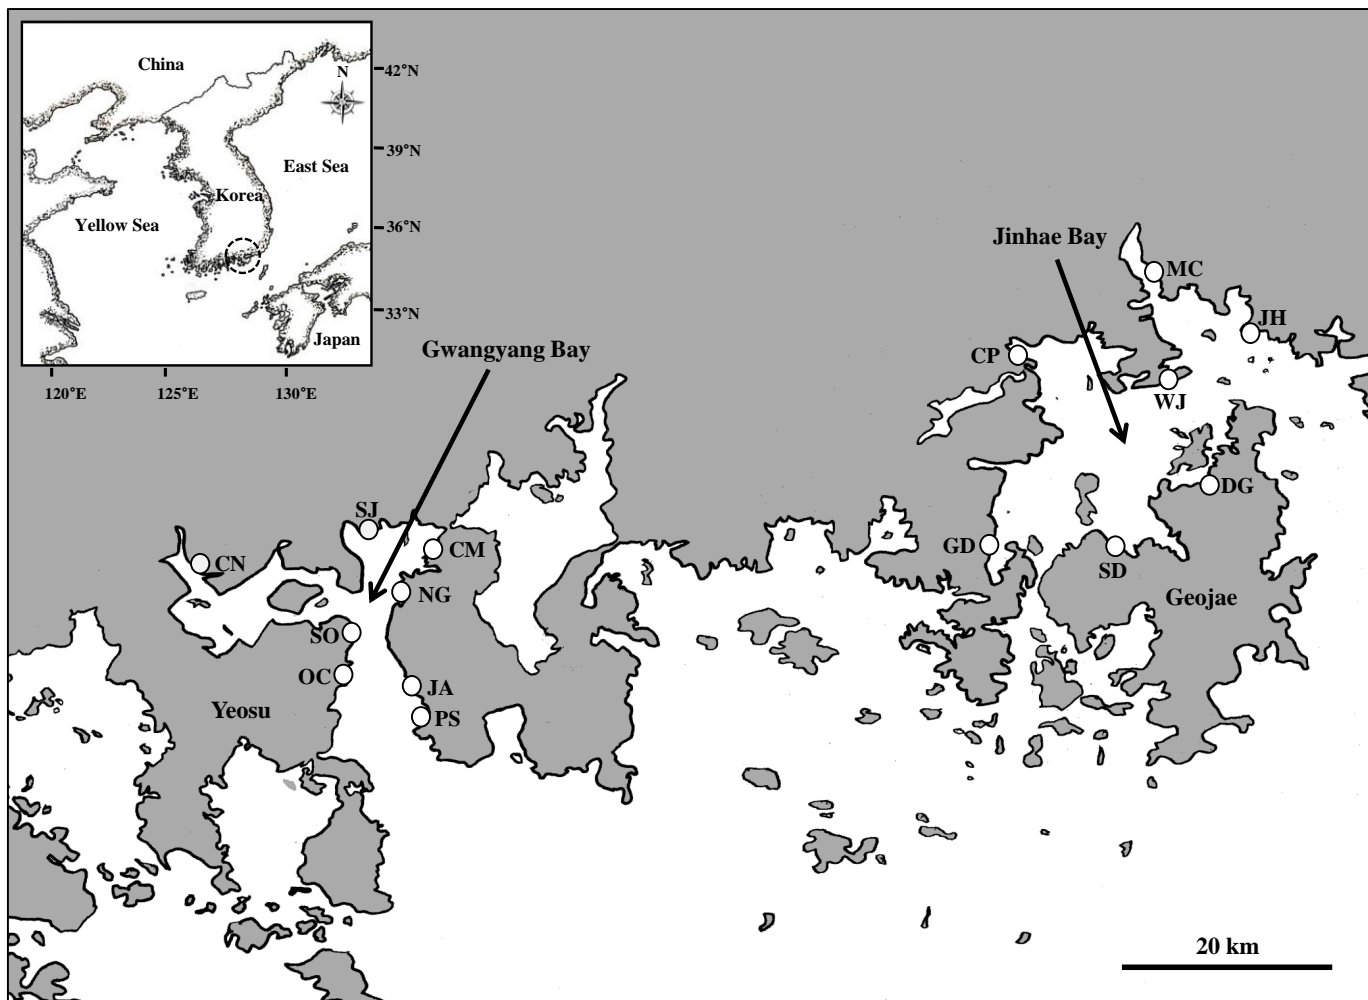 China
N
42°N
39°N
East Sea
Korea
Yellow Sea
36°N
33°N
Japan
120°E
125°E
130°E
Jinhae Bay
MC
JH
Gwangyang Bay
CP
WJ
DG
SJ
CM
GD
SD
CN
NG
Geojae
SO
OC
JA
Yeosu
PS
20 km